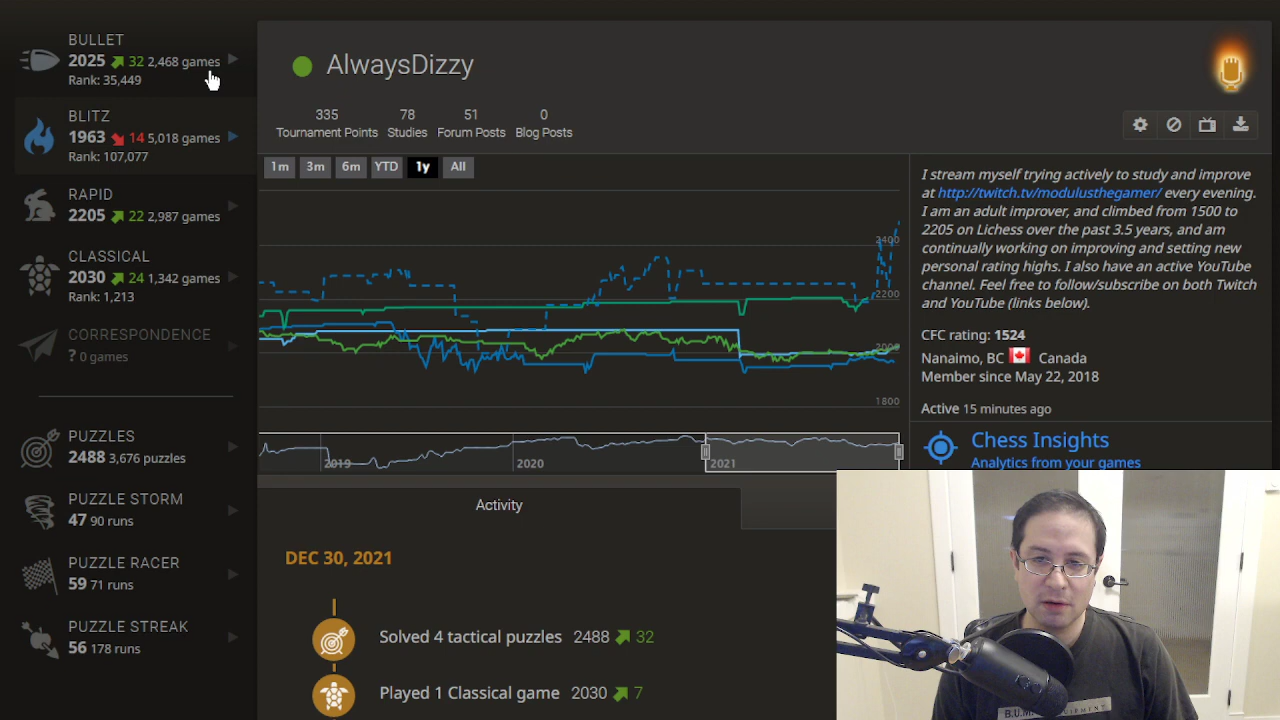 BULLET
2025 32 2,468 games
Rank: 35,449
BLITZ
1963 14 5,018 games
Rank: 107,077
RAPID
2205 22 2,987 games
CLASSICAL
2030 24 1,342 games
Rank: 1,213
CORRESPONDENCE
? 0 games
PUZZLES
2488 3,676 puzzles
PUZZLE STORM
47 90 runs
PUZZLE RACER
59 71 runs
PUZZLE STREAK
56 178 runs
AlwaysDizzy
335 78 51 0
Tournament Points Studies Forum Posts Blog Posts
1m 3m 6m YTD 1y All
2400
2200
2000
1800
2019 2020 2021
I stream myself trying actively to study and improve
at http://twitch.tv/modulusthegamer/ every evening.
I am an adult improver, and climbed from 1500 to
2205 on Lichess over the past 3.5 years, and am
continually working on improving and setting new
personal rating highs. I also have an active YouTube
channel. Feel free to follow/subscribe on both Twitch
and YouTube (links below).
CFC rating: 1524
Nanaimo, BC Canada
Member since May 22, 2018
Active 15 minutes ago
Chess Insights
Analytics from your games
Activity
DEC 30, 2021
Solved 4 tactical puzzles 2488 32
Played 1 Classical game 2030 7